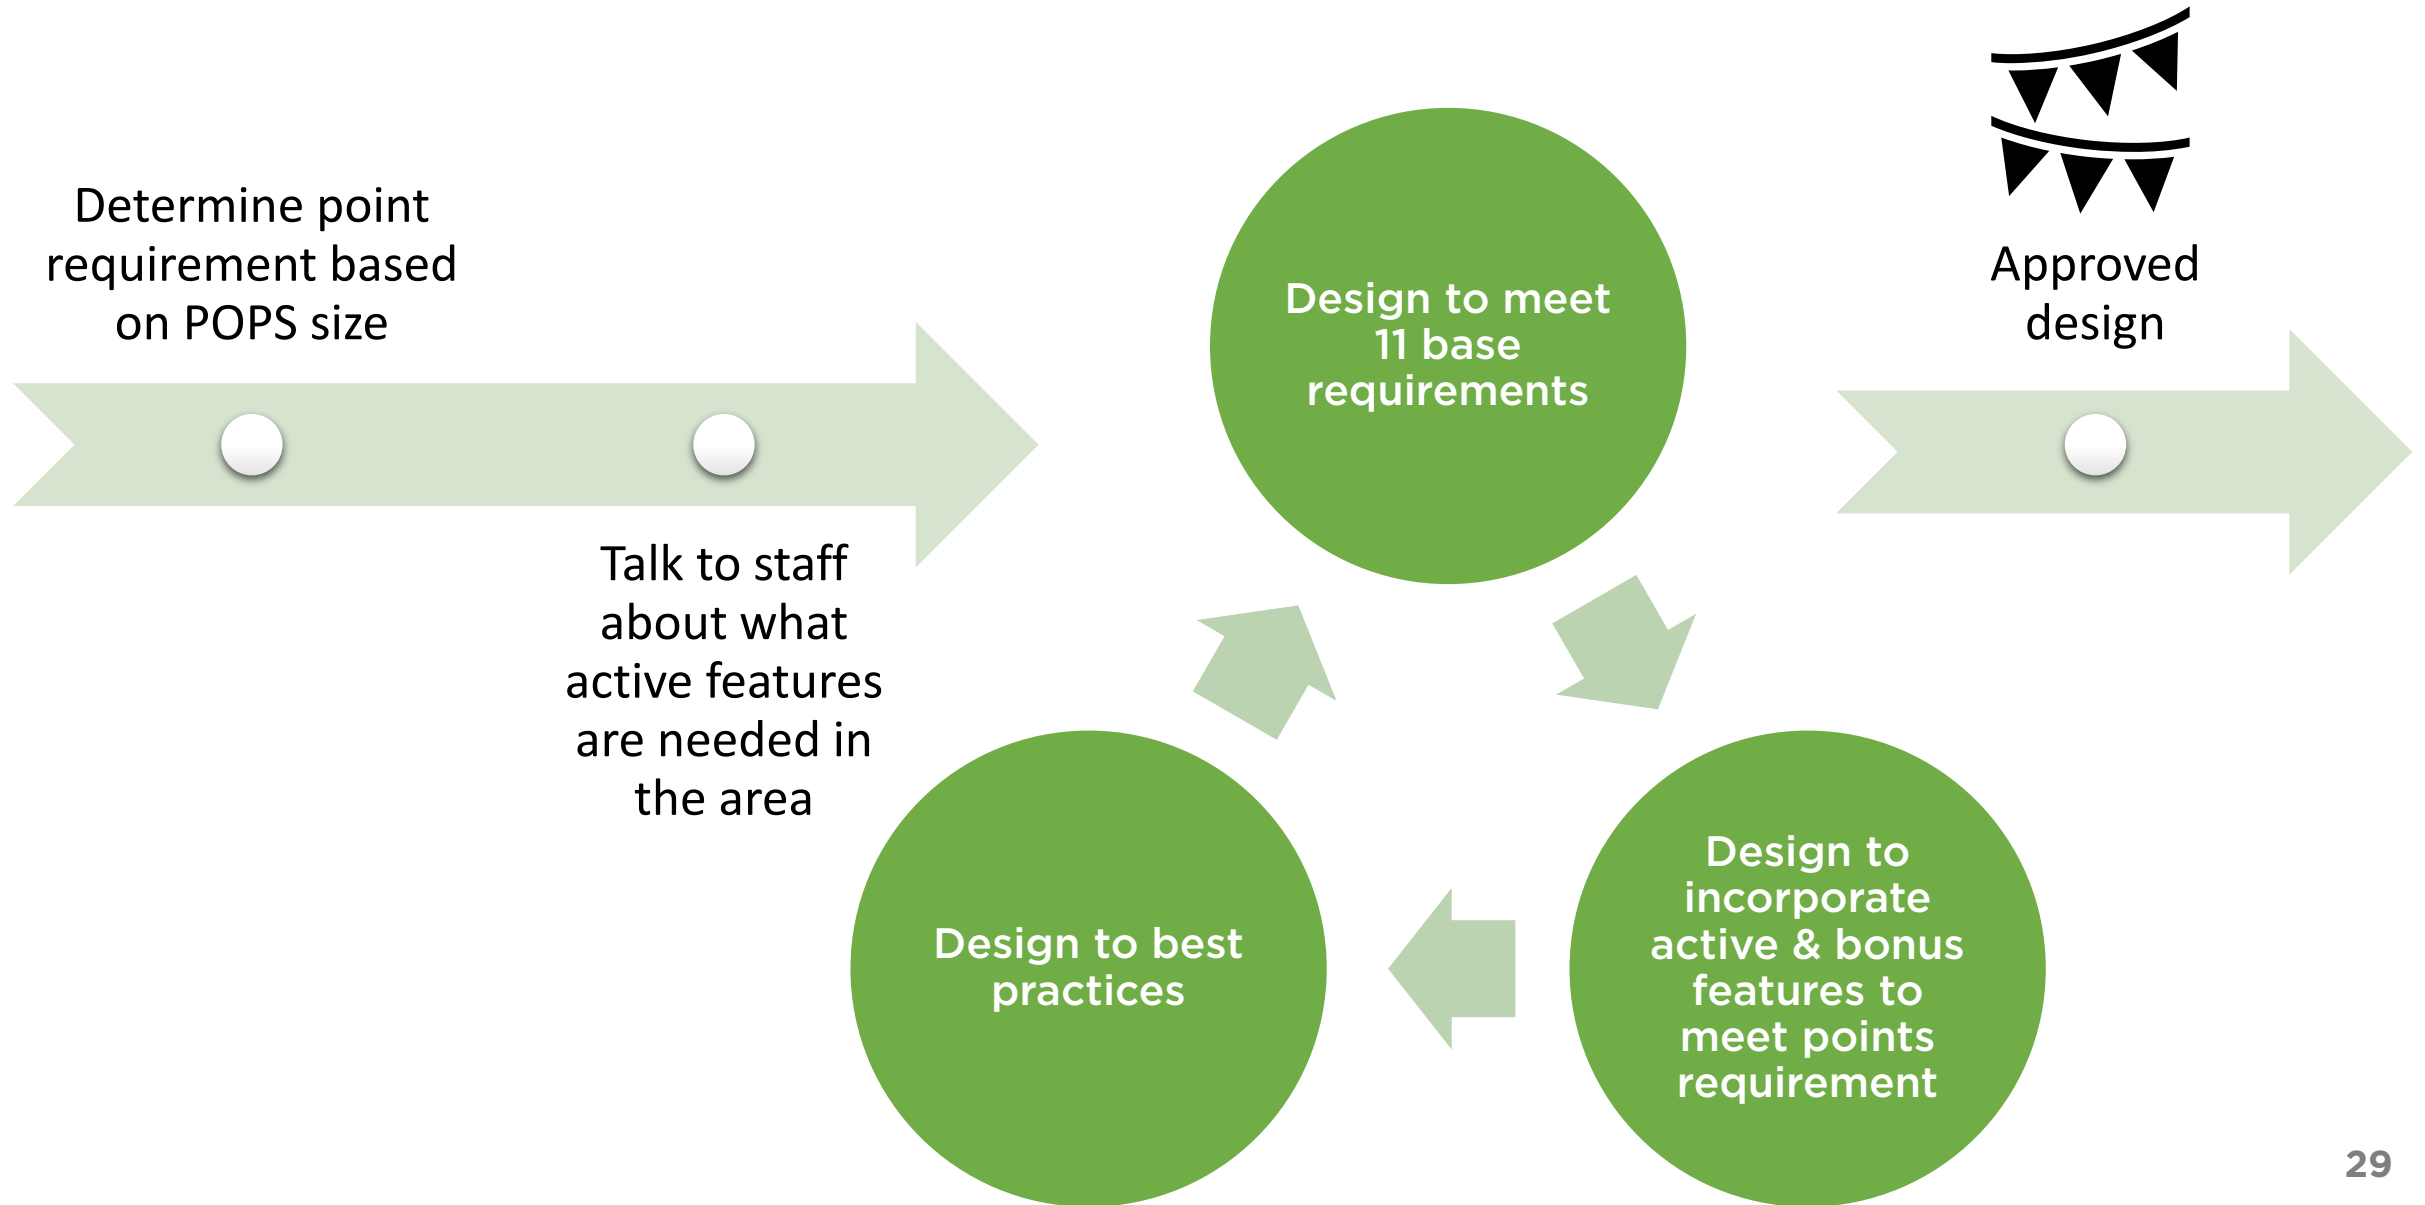 Determine point
requirement based
on POPS size
Talk to staff
about what
active features
are needed in
the area
Design to meet
11 base
requirements
Design to
incorporate
active & bonus
features to
meet points
requirement
Design to best
practices
Approved
design
29